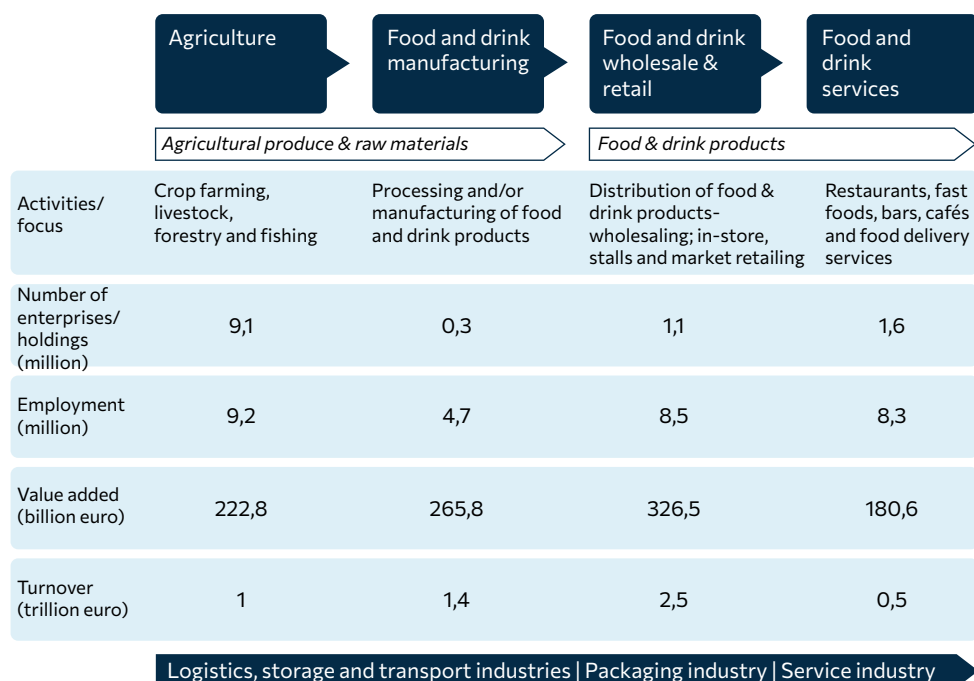 Agriculture
Food and drink
manufacturing
Food and drink
wholesale &
retail
Food and
drink
services
Agricultural produce & raw materials
Food & drink products
Activities/
focus
Crop farming,
livestock,
forestry and fishing
Processing and/or
manufacturing of food
and drink products
Distribution of food &
drink products-
wholesaling; in-store,
stalls and market retailing
Restaurants, fast
foods, bars, cafés
and food delivery
services
Number of
enterprises/
holdings
(million)
9,1
0,3
1,1
1,6
Employment
(million)
9,2
4,7
8,5
8,3
Value added
(billion euro)
222,8
265,8
326,5
180,6
Turnover
(trillion euro)
1
1,4
2,5
0,5
Logistics, storage and transport industries | Packaging industry | Service industry